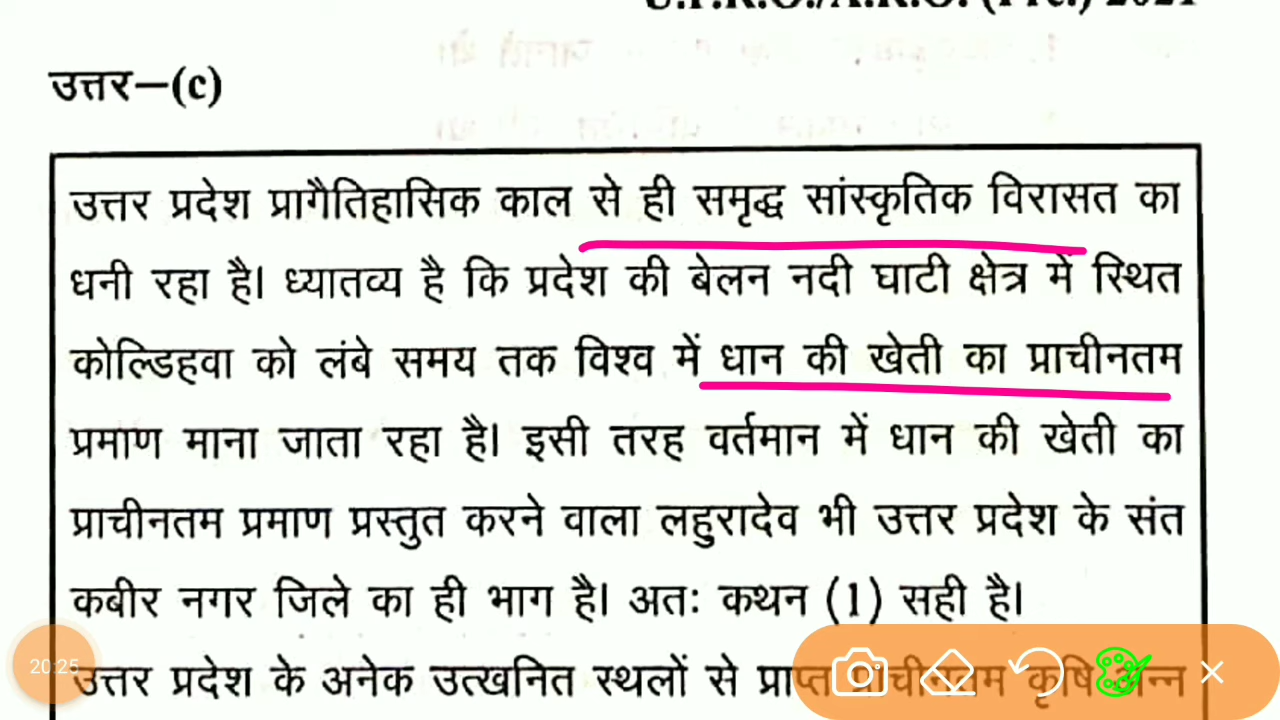 उत्तर–(c)
उत्तर प्रदेश प्रागैतिहासिक काल से ही समृद्ध सांस्कृतिक विरासत का
धनी रहा है। ध्यातव्य है कि प्रदेश की बेलन नदी घाटी क्षेत्र में स्थित
कोल्डिहवा को लंबे समय तक विश्व में धान की खेती का प्राचीनतम
प्रमाण माना जाता रहा है। इसी तरह वर्तमान में धान की खेती का
प्राचीनतम प्रमाण प्रस्तुत करने वाला लहुरादेव भी उत्तर प्रदेश के संत
कबीर नगर जिले का ही भाग है। अतः कथन (1) सही है।
20:25
उत्तर प्रदेश के अनेक उत्खनित स्थलों से प्राप्त प्राचीनतम कृषि